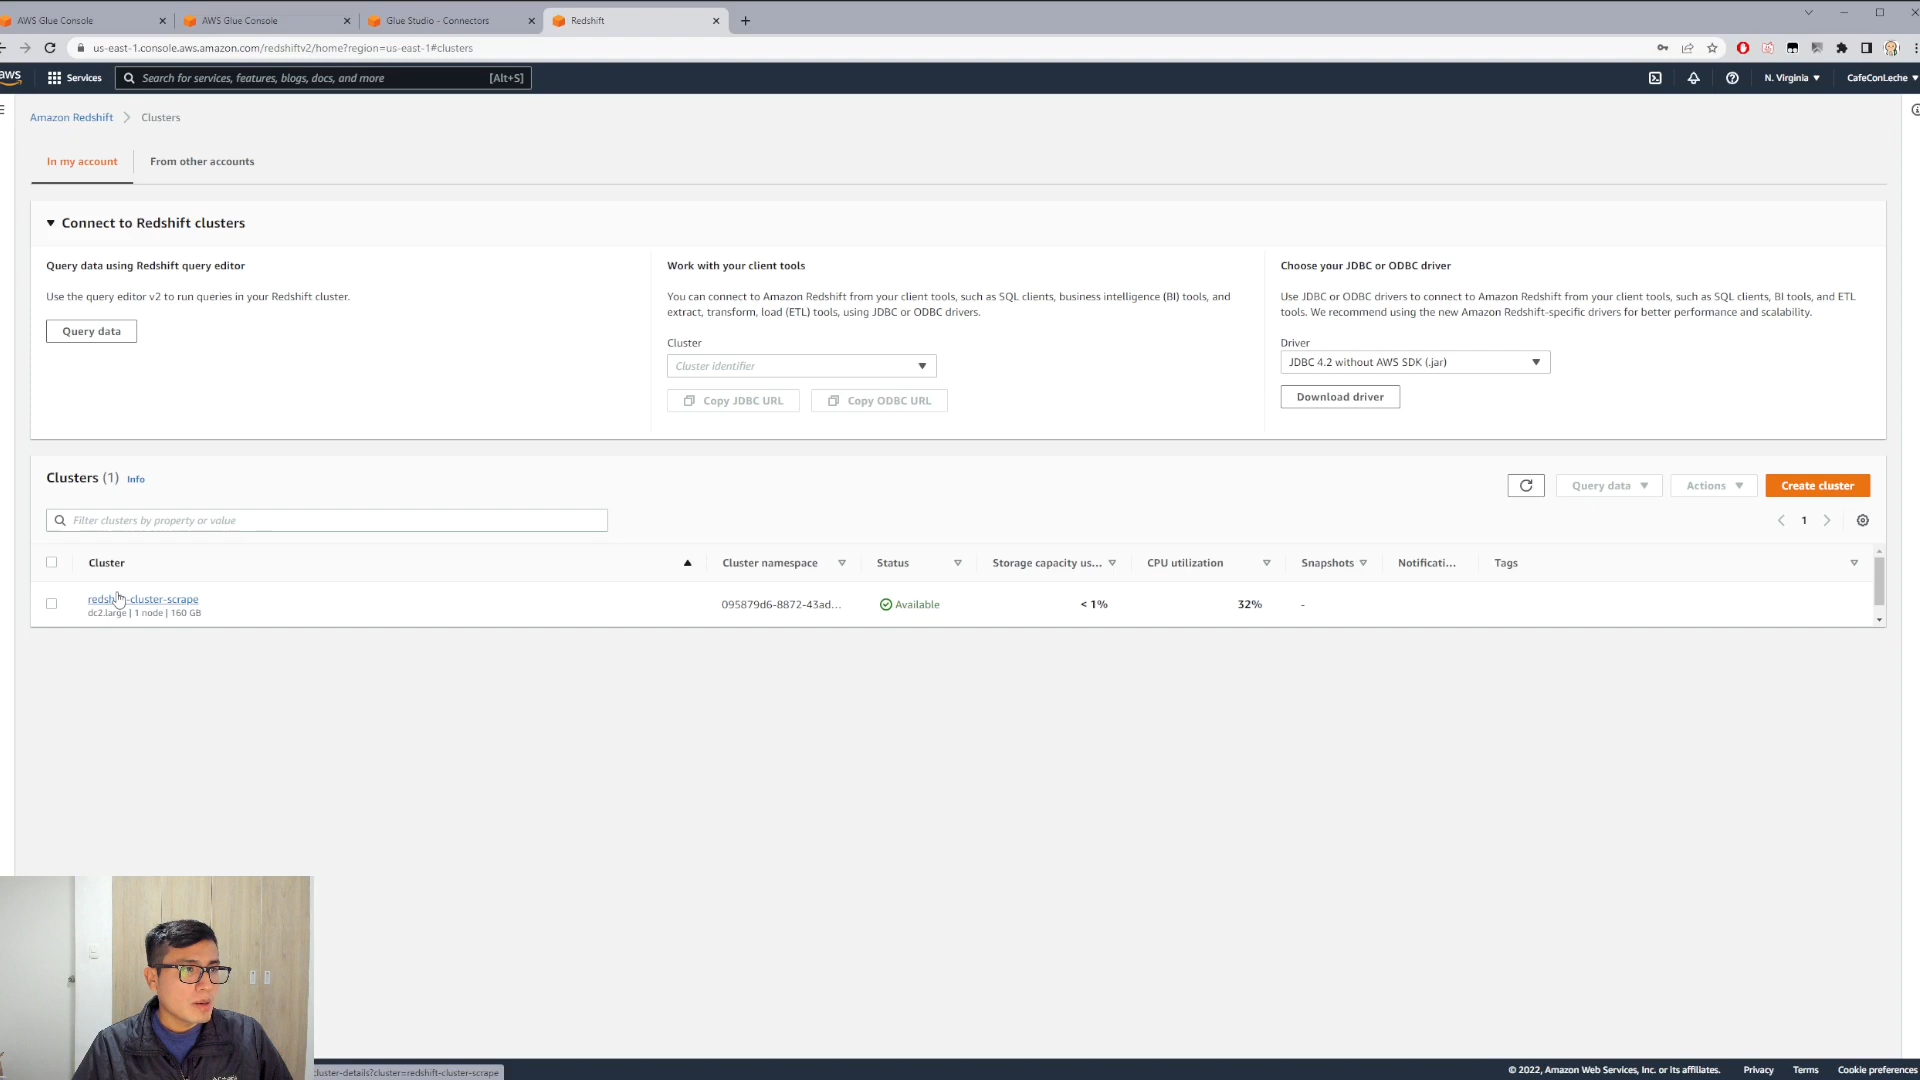 AWS Glue Console
AWS Glue Console
Glue Studio - Connectors
Redshift
us-east-1.console.aws.amazon.com/redshiftv2/home?region=us-east-1#clusters
aws
Services
Search for services, features, blogs, docs, and more
[Alt+S]
N. Virginia
CafeConLeche
Amazon Redshift
Clusters
In my account
From other accounts
Connect to Redshift clusters
Query data using Redshift query editor
Use the query editor v2 to run queries in your Redshift cluster.
Query data
Work with your client tools
You can connect to Amazon Redshift from your client tools, such as SQL clients, business intelligence (BI) tools, and
extract, transform, load (ETL) tools, using JDBC or ODBC drivers.
Cluster
Cluster identifier
Copy JDBC URL
Copy ODBC URL
Choose your JDBC or ODBC driver
Use JDBC or ODBC drivers to connect to Amazon Redshift from your client tools, such as SQL clients, BI tools, and ETL
tools. We recommend using the new Amazon Redshift-specific drivers for better performance and scalability.
Driver
JDBC 4.2 without AWS SDK (.jar)
Download driver
Clusters (1) Info
Query data
Actions
Create cluster
Filter clusters by property or value
1
Cluster
Cluster namespace
Status
Storage capacity us...
CPU utilization
Snapshots
Notificati...
Tags
redshift-cluster-scrape
dc2.large | 1 node | 160 GB
095879d6-8872-43ad...
Available
< 1%
32%
-
cluster-details?cluster=redshift-cluster-scrape
© 2022, Amazon Web Services, Inc. or its affiliates.
Privacy
Terms
Cookie preferences